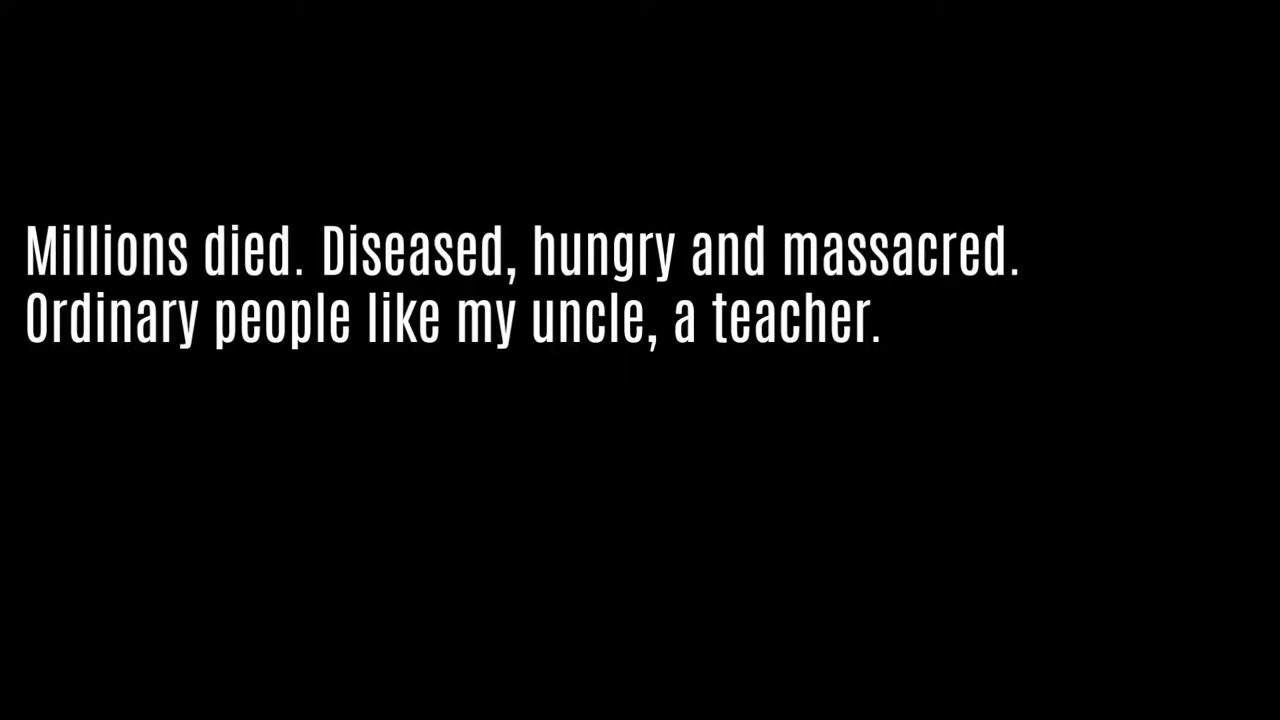 Millions died. Diseased, hungry and massacred.
Ordinary people like my uncle, a teacher.